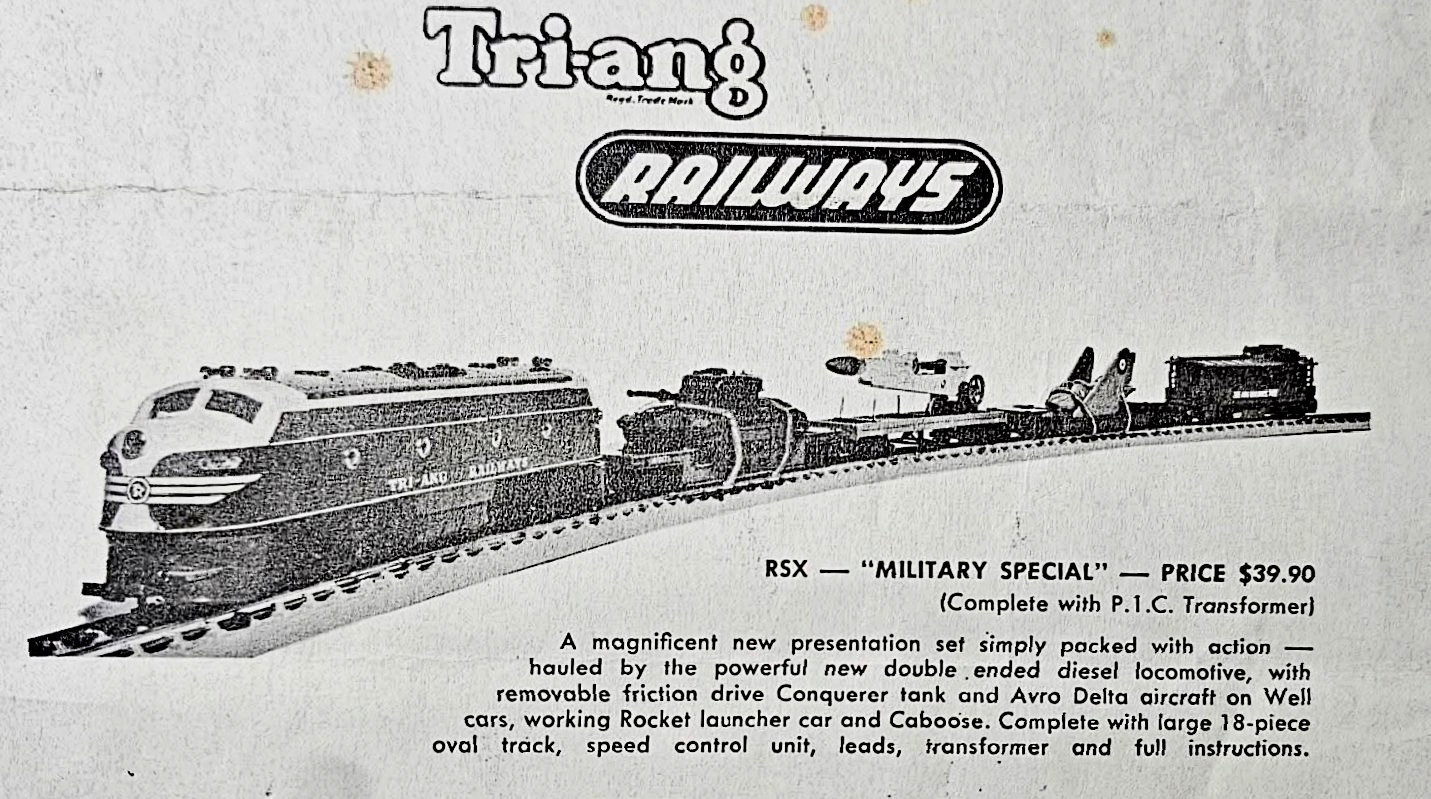 Tri-ang
Regd. Trade Mark
RAILWAYS
R
TRI-ANG RAILWAYS
RSX — "MILITARY SPECIAL" — PRICE $39.90
(Complete with P.1.C. Transformer)
A magnificent new presentation set simply packed with action —
hauled by the powerful new double ended diesel locomotive, with
removable friction drive Conquerer tank and Avro Delta aircraft on Well
cars, working Rocket launcher car and Caboose. Complete with large 18-piece
oval track, speed control unit, leads, transformer and full instructions.